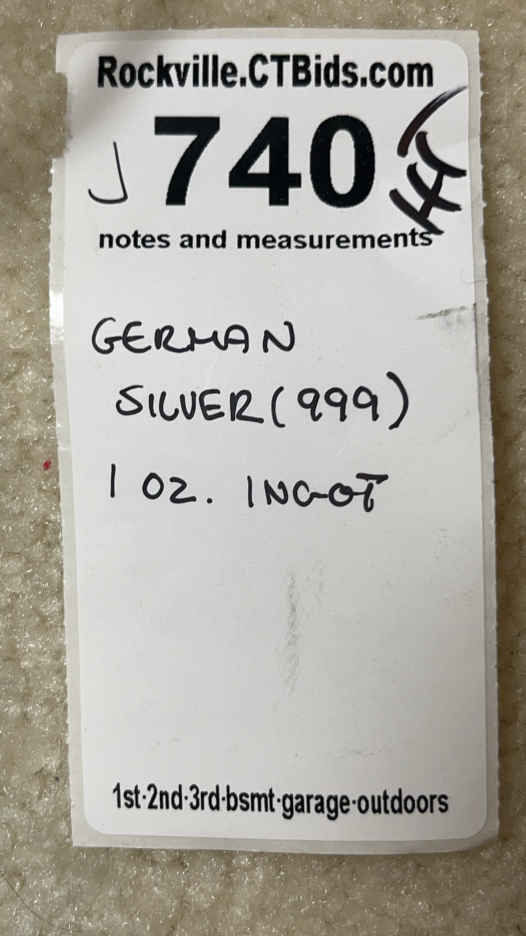 Rockville.CTBids.com
J 740
notes and measurements
GERMAN
SILVER (999)
1 OZ. INGOT
1st·2nd·3rd·bsmt·garage·outdoors